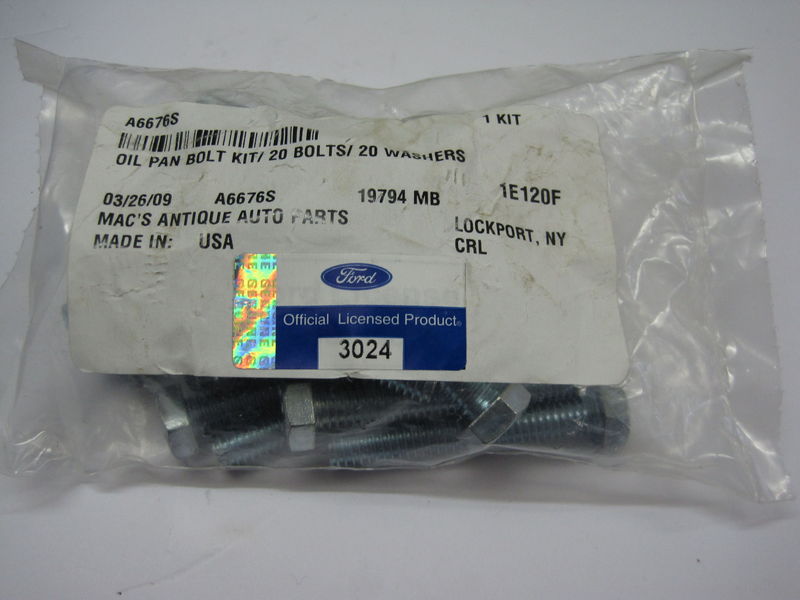 A6676S 1 KIT
OIL PAN BOLT KIT/ 20 BOLTS/ 20 WASHERS
03/26/09 A6676S 19794 MB 1E120F
MAC'S ANTIQUE AUTO PARTS LOCKPORT, NY
MADE IN: USA CRL
Ford
Official Licensed Product®
3024